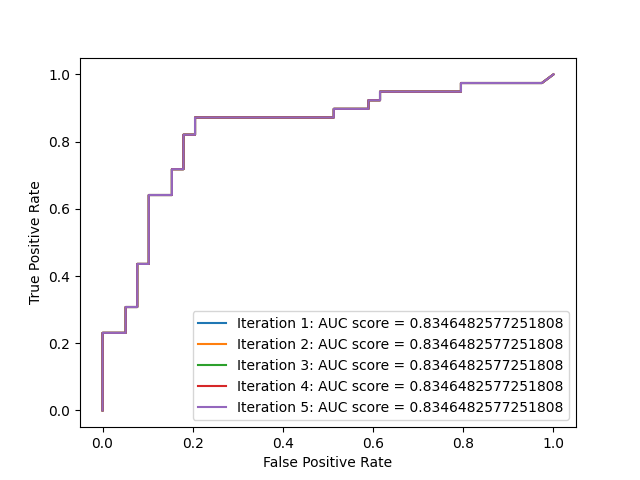 1.0
0.8
0.6
0.4
0.2
0.0
True Positive Rate
Iteration 1: AUC score = 0.8346482577251808
Iteration 2: AUC score = 0.8346482577251808
Iteration 3: AUC score = 0.8346482577251808
Iteration 4: AUC score = 0.8346482577251808
Iteration 5: AUC score = 0.8346482577251808
0.0 0.2 0.4 0.6 0.8 1.0
False Positive Rate